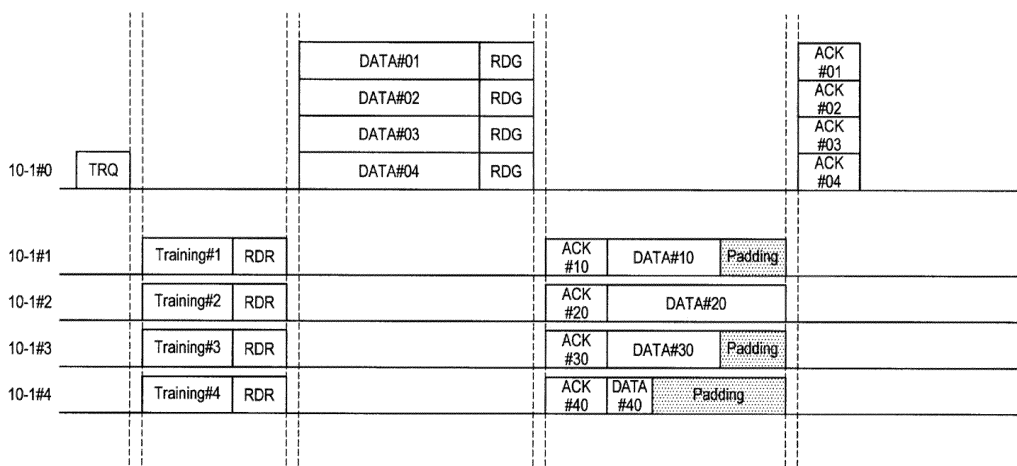 DATA#01 RDG ACK #01
DATA#02 RDG ACK #02
DATA#03 RDG ACK #03
10-1#0 TRQ DATA#04 RDG ACK #04
10-1#1 Training#1 RDR ACK #10 DATA#10 Padding
10-1#2 Training#2 RDR ACK #20 DATA#20
10-1#3 Training#3 RDR ACK #30 DATA#30 Padding
10-1#4 Training#4 RDR ACK #40 DATA #40 Padding